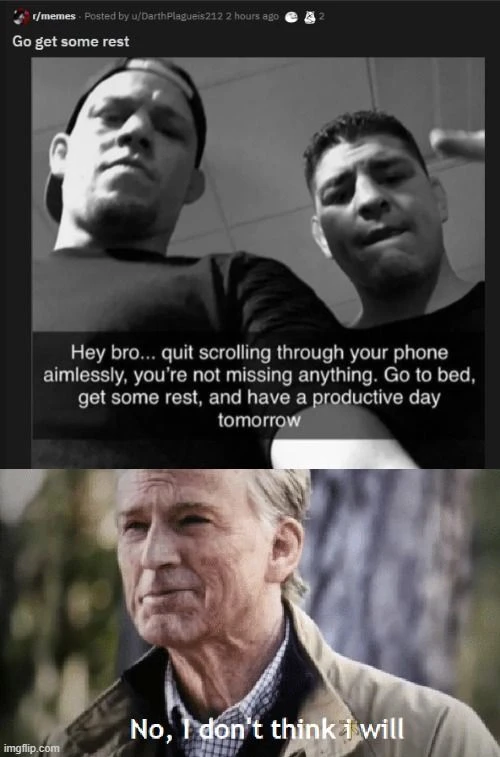 r/memes · Posted by u/DarthPlagueis212 2 hours ago 2
Go get some rest
Hey bro... quit scrolling through your phone
aimlessly, you're not missing anything. Go to bed,
get some rest, and have a productive day
tomorrow
No, I don't think i will
imgflip.com